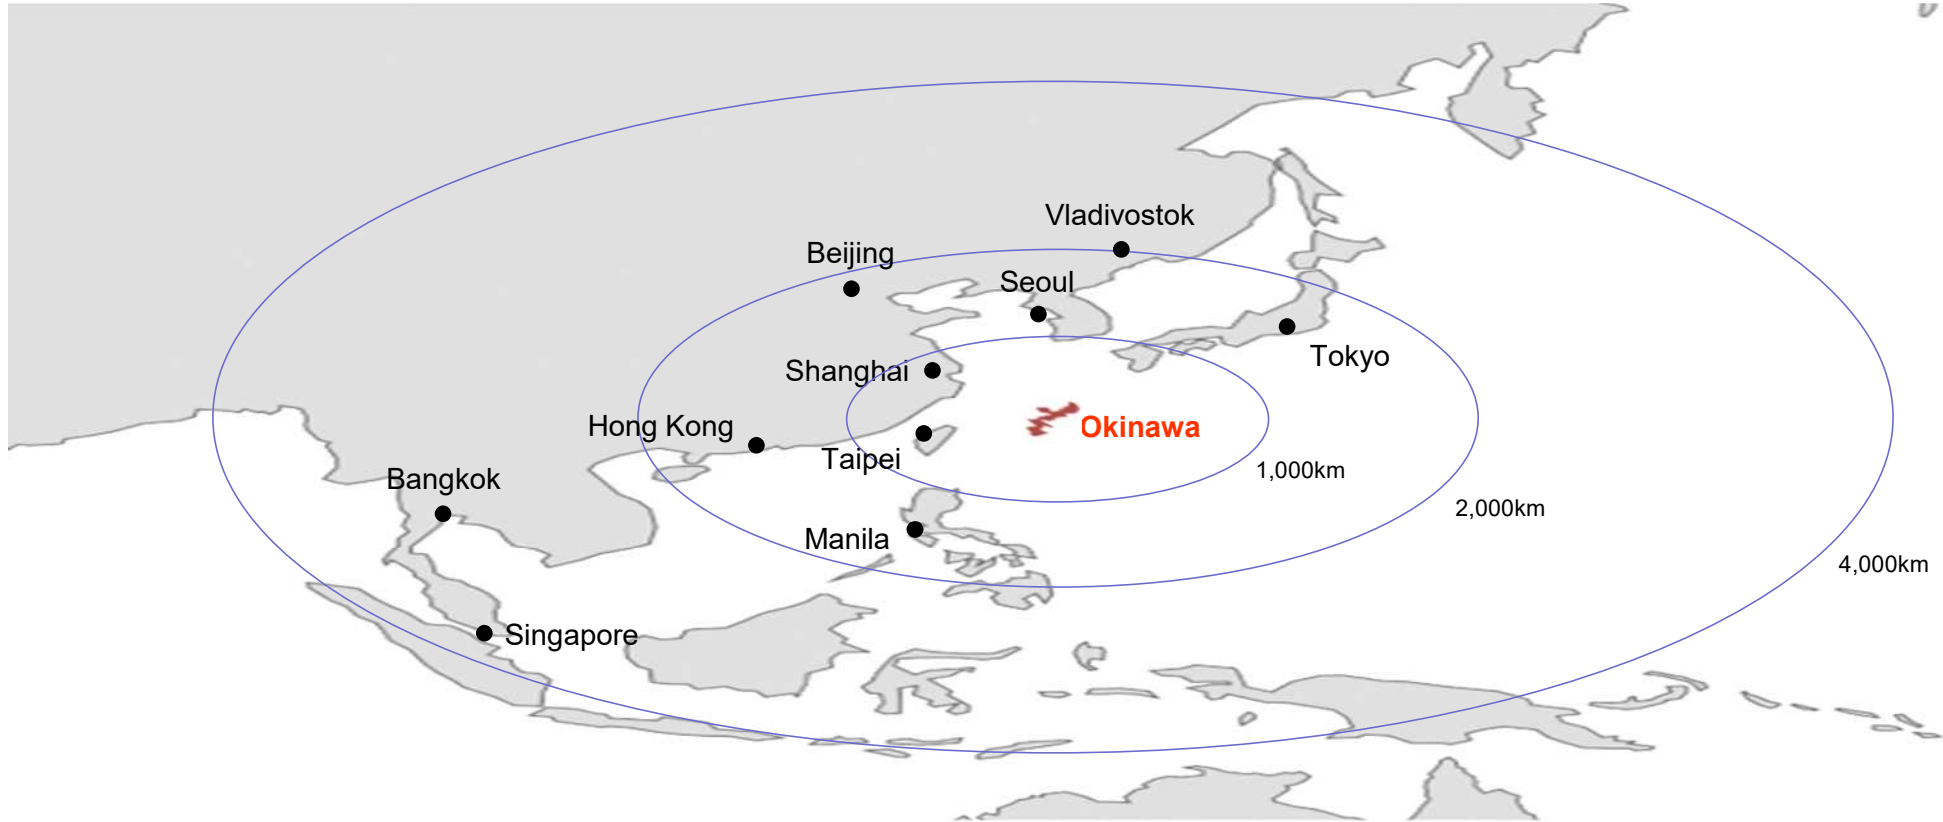 Vladivostok
Beijing
Seoul
Tokyo
Shanghai
Hong Kong
Okinawa
Taipei
1,000km
Bangkok
2,000km
Manila
4,000km
Singapore